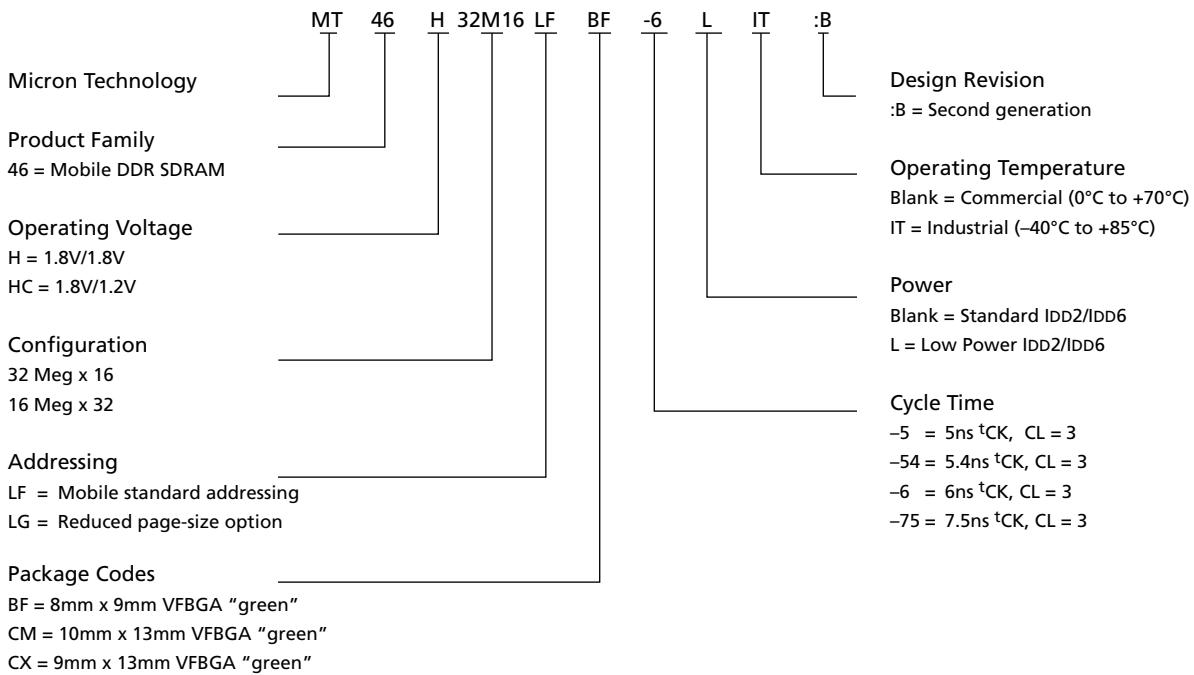 MT 46 H 32M16 LF BF -6 L IT :B
Micron Technology
Product Family
46 = Mobile DDR SDRAM
Operating Voltage
H = 1.8V/1.8V
HC = 1.8V/1.2V
Configuration
32 Meg x 16
16 Meg x 32
Addressing
LF = Mobile standard addressing
LG = Reduced page-size option
Package Codes
BF = 8mm x 9mm VFBGA “green”
CM = 10mm x 13mm VFBGA “green”
CX = 9mm x 13mm VFBGA “green”
Design Revision
:B = Second generation
Operating Temperature
Blank = Commercial (0°C to +70°C)
IT = Industrial (–40°C to +85°C)
Power
Blank = Standard IDD2/IDD6
L = Low Power IDD2/IDD6
Cycle Time
–5 = 5ns tCK, CL = 3
–54 = 5.4ns tCK, CL = 3
–6 = 6ns tCK, CL = 3
–75 = 7.5ns tCK, CL = 3